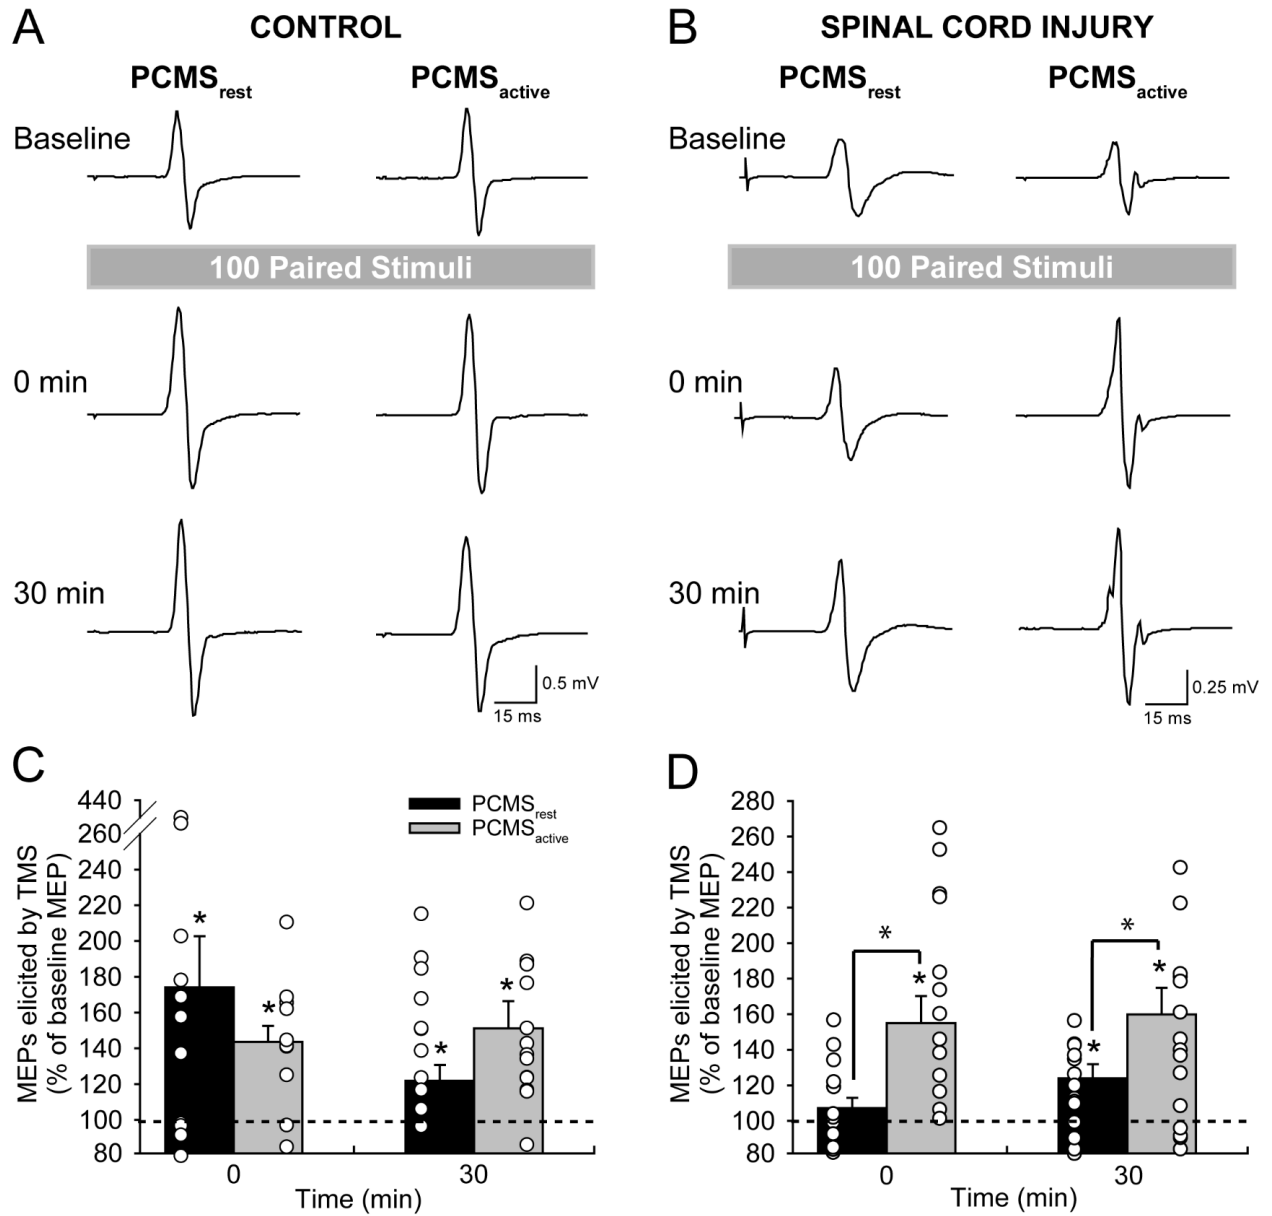 A CONTROL
PCMSrest PCMSactive
Baseline
100 Paired Stimuli
0 min
30 min
0.5 mV
15 ms
B SPINAL CORD INJURY
PCMSrest PCMSactive
Baseline
100 Paired Stimuli
0 min
30 min
0.25 mV
15 ms
C
MEPs elicited by TMS
(% of baseline MEP)
440
260
240
220
200
180
160
140
120
100
80
PCMSrest
PCMSactive
*
*
*
*
0 30
Time (min)
D
MEPs elicited by TMS
(% of baseline MEP)
280
260
240
220
200
180
160
140
120
100
80
*
*
*
*
*
0 30
Time (min)